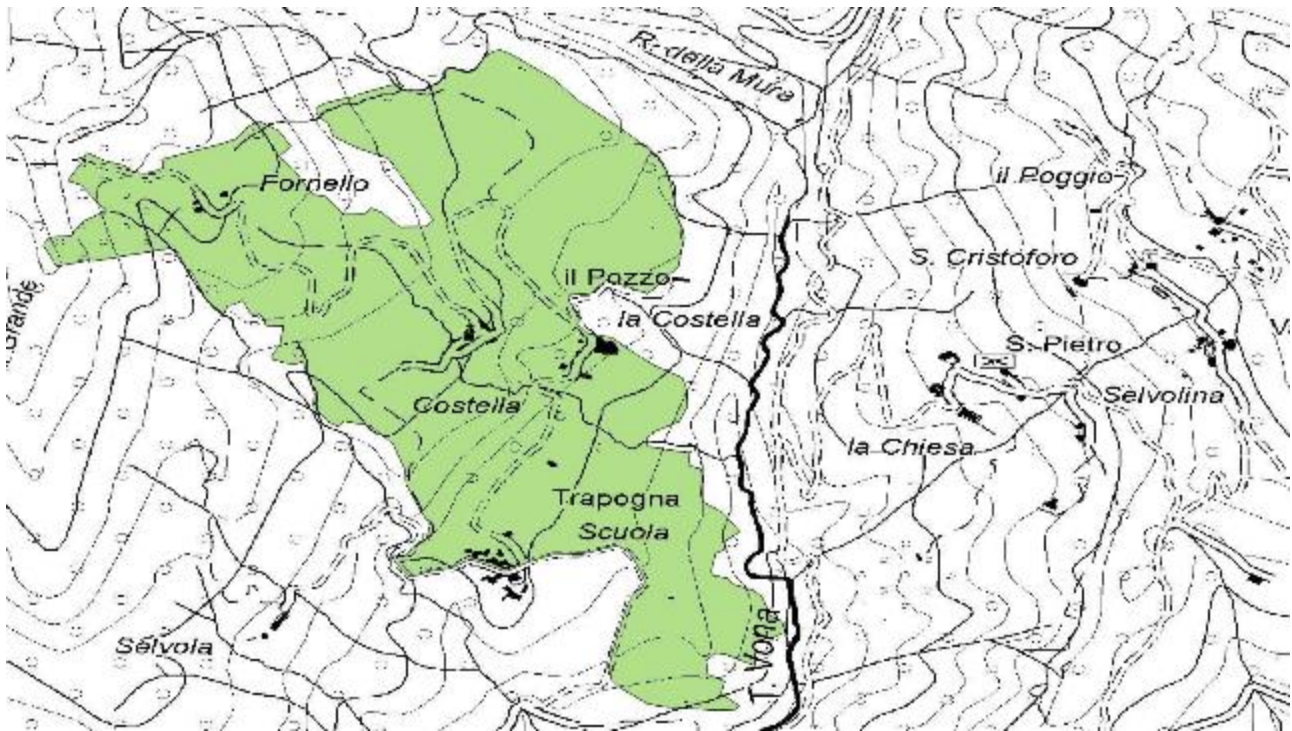 R. della Mura
Fornello
il Poggio
S. Cristoforo
il Pozzo
la Costella
S. Pietro
Costella
Selvolina
la Chiesa
Trapogna
Scuola
Selvola
T. Vona